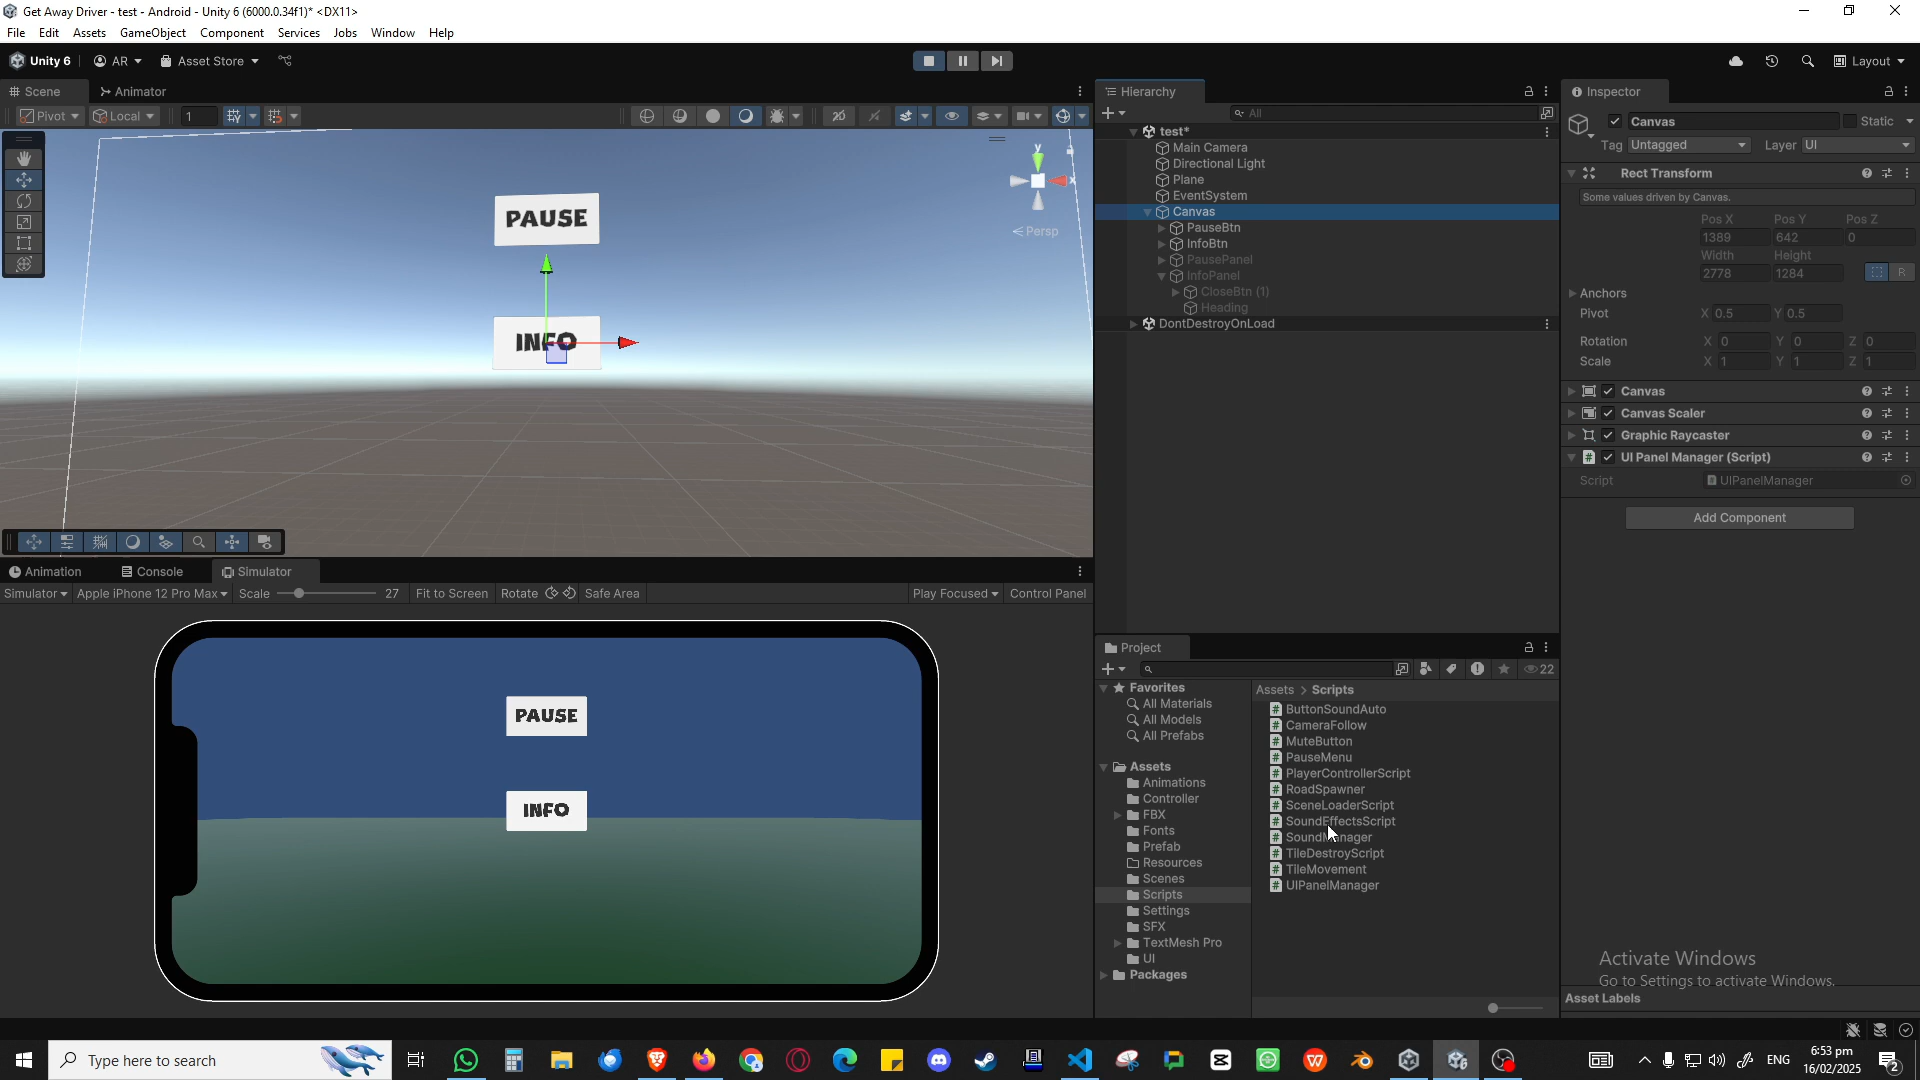 Get Away Driver - test - Android - Unity 6 (6000.0.34f1)* <DX11>
File Edit Assets GameObject Component Services Jobs Window Help
Unity 6 AR Asset Store Layout
Scene Animator
Pivot Local 1
y
x
Persp
PAUSE
INFO
Animation Console Simulator
Simulator Apple iPhone 12 Pro Max Scale 27 Fit to Screen Rotate Safe Area Play Focused Control Panel
PAUSE
INFO
Hierarchy
All
test*
Main Camera
Directional Light
Plane
EventSystem
Canvas
PauseBtn
InfoBtn
PausePanel
InfoPanel
CloseBtn (1)
Heading
DontDestroyOnLoad
Project
22
Favorites
All Materials
All Models
All Prefabs
Assets
Animations
Controller
FBX
Fonts
Prefab
Resources
Scenes
Scripts
Settings
SFX
TextMesh Pro
UI
Packages
Assets > Scripts
ButtonSoundAuto
CameraFollow
MuteButton
PauseMenu
PlayerControllerScript
RoadSpawner
SceneLoaderScript
SoundEffectsScript
SoundManager
TileDestroyScript
TileMovement
UIPanelManager
Inspector
Canvas Static
Tag Untagged Layer UI
Rect Transform
Some values driven by Canvas.
Pos X Pos Y Pos Z
1389 642 0
Width Height
2778 1284 R
Anchors
Pivot X 0.5 Y 0.5
Rotation X 0 Y 0 Z 0
Scale X 1 Y 1 Z 1
Canvas
Canvas Scaler
Graphic Raycaster
UI Panel Manager (Script)
Script UIPanelManager
Add Component
Activate Windows
Go to Settings to activate Windows.
Asset Labels
Type here to search
ENG
6:53 pm
16/02/2025
2